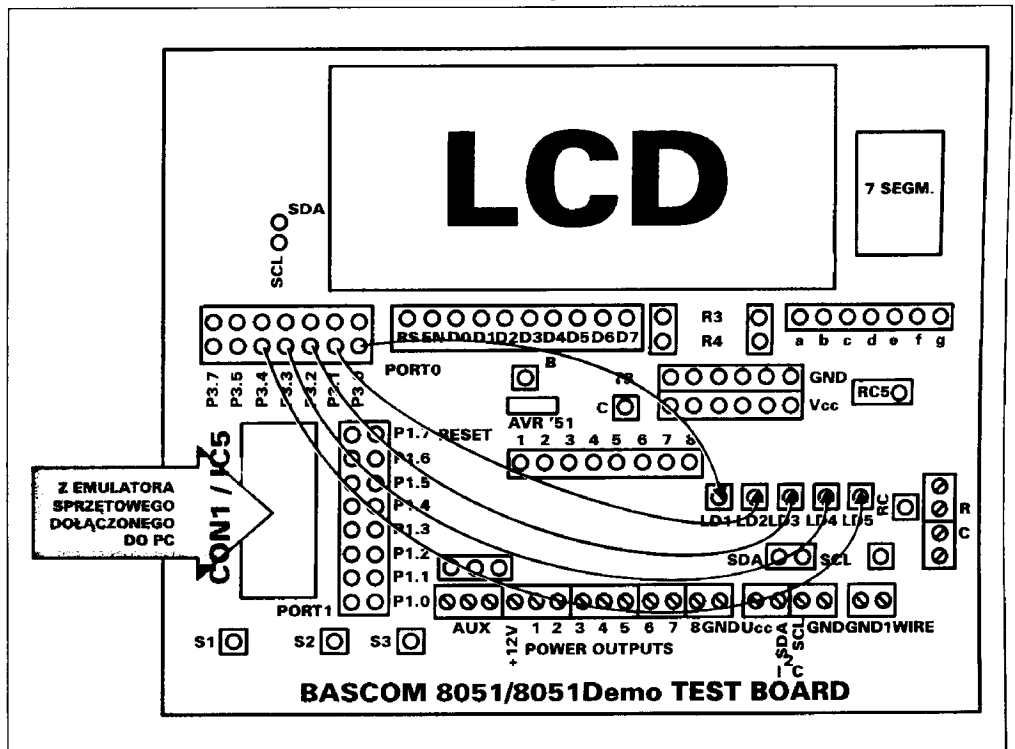 LCD
7 SEGM.
SDA
SCL
RS EN D0 D1 D2 D3 D4 D5 D6 D7
R3
R4
a b c d e f g
PORT0
P3.7
P3.5
P3.4
P3.3
P3.2
P3.1
B
C
GND
Vcc
RC5
AVR '51
1 2 3 4 5 6 7 8
CON1 / IC5
P1.7 RESET
P1.6
P1.5
P1.4
P1.3
P1.2
P1.1
P1.0
PORT1
Z EMULATORA
SPRZĘTOWEGO
DOŁĄCZONEGO
DO PC
LD1 LD2 LD3 LD4 LD5
RC
R
C
SDA
SCL
AUX
+12V
1 2 3 4 5 6 7 8 GND Ucc
SDA
SCL
GND GND 1WIRE
POWER OUTPUTS
I²C
S1
S2
S3
BASCOM 8051/8051Demo TEST BOARD